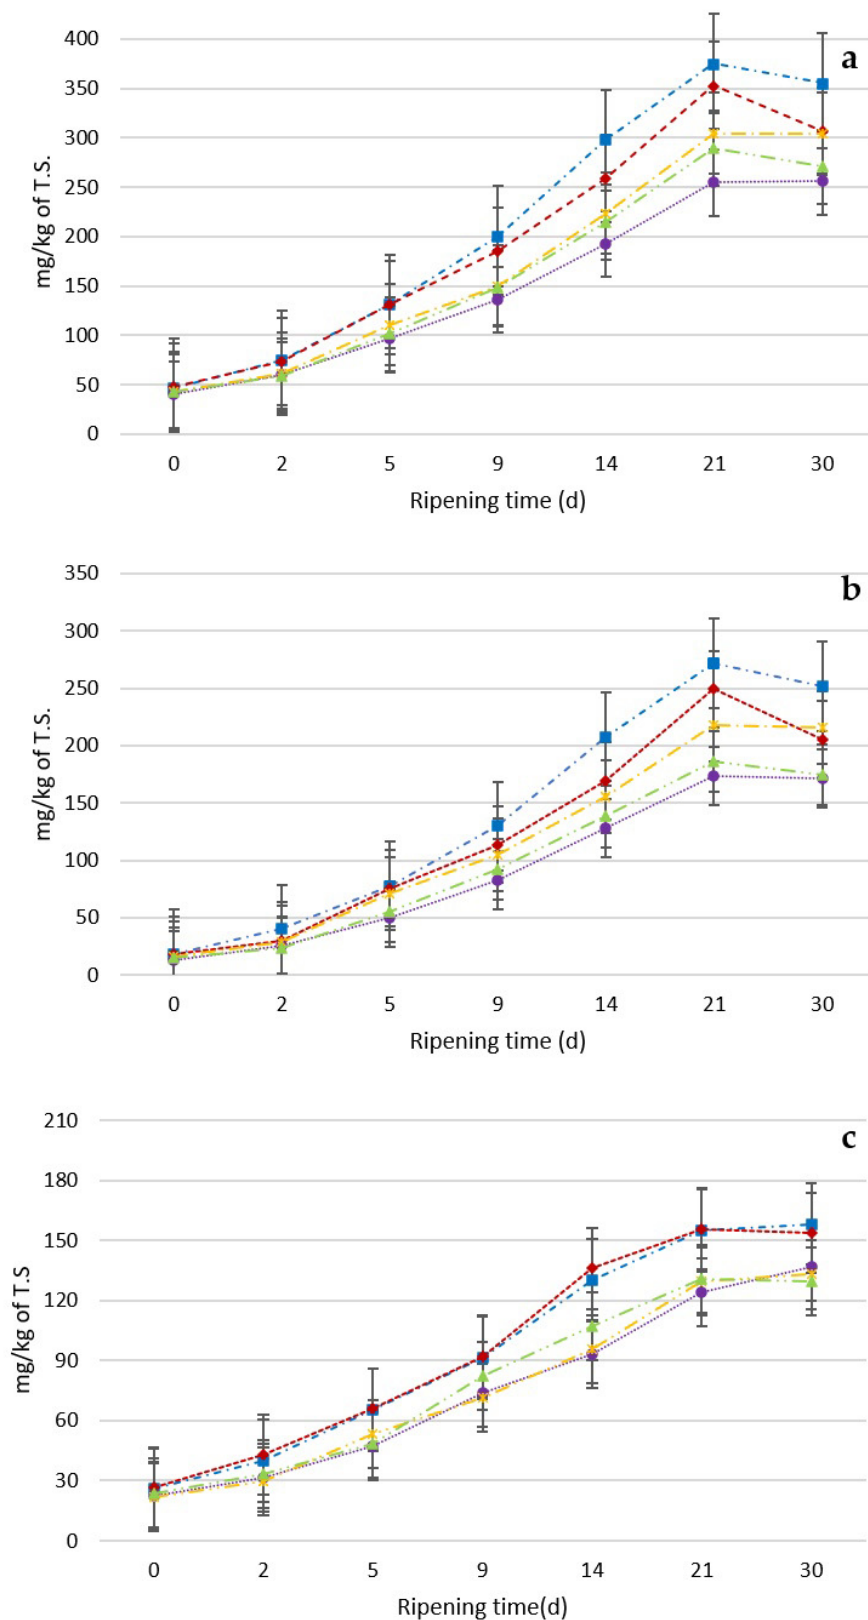 a
mg/kg of T.S.
400
350
300
250
200
150
100
50
0
0 2 5 9 14 21 30
Ripening time (d)
b
mg/kg of T.S.
350
300
250
200
150
100
50
0
0 2 5 9 14 21 30
Ripening time (d)
c
mg/kg of T.S
210
180
150
120
90
60
30
0
0 2 5 9 14 21 30
Ripening time(d)